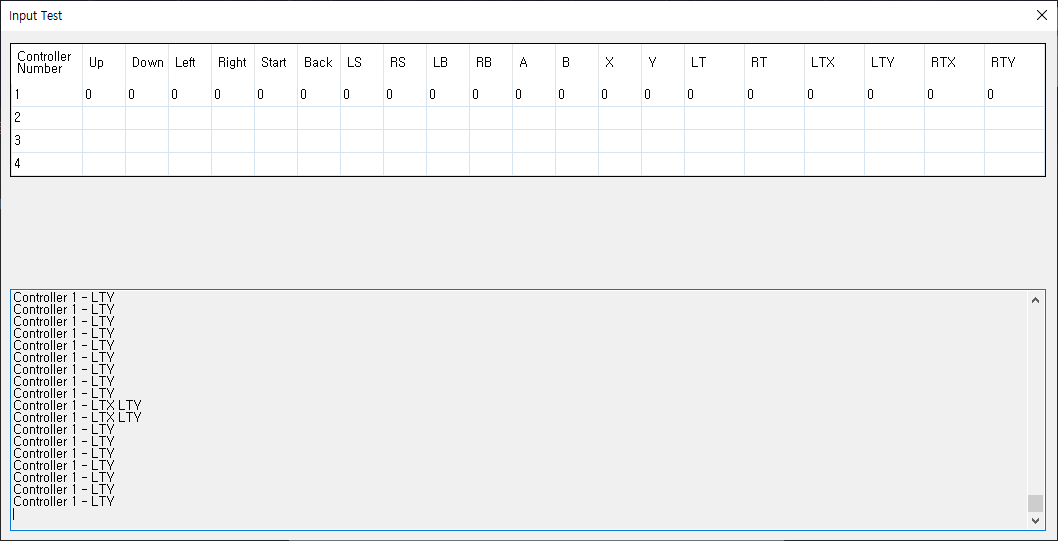 Input Test
Controller Number Up Down Left Right Start Back LS RS LB RB A B X Y LT RT LTX LTY RTX RTY
1 0 0 0 0 0 0 0 0 0 0 0 0 0 0 0 0 0 0 0 0
2
3
4
Controller 1 - LTY
Controller 1 - LTY
Controller 1 - LTY
Controller 1 - LTY
Controller 1 - LTY
Controller 1 - LTY
Controller 1 - LTY
Controller 1 - LTY
Controller 1 - LTY
Controller 1 - LTX LTY
Controller 1 - LTX LTY
Controller 1 - LTY
Controller 1 - LTY
Controller 1 - LTY
Controller 1 - LTY
Controller 1 - LTY
Controller 1 - LTY
Controller 1 - LTY